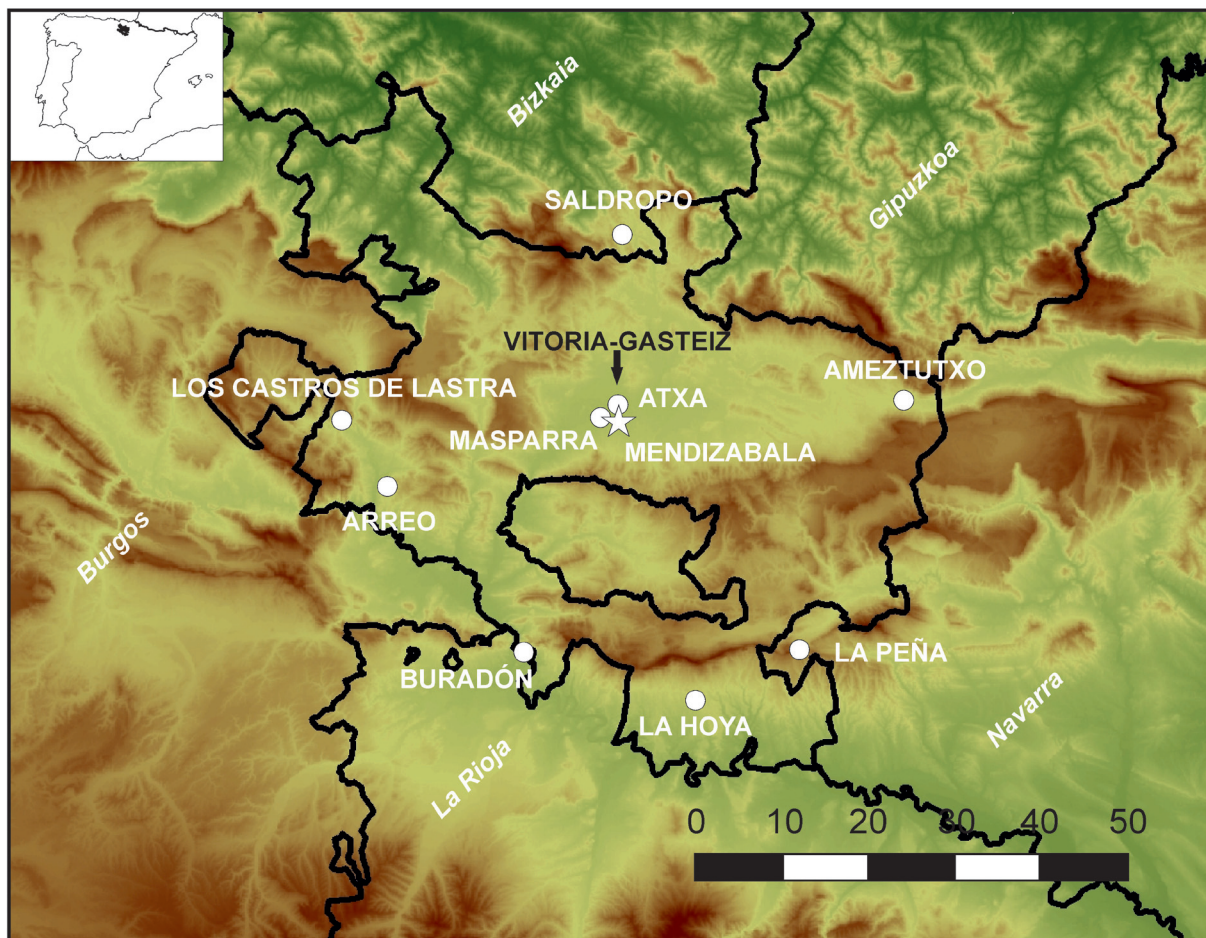 Bizkaia
Gipuzkoa
SALDROPO
VITORIA-GASTEIZ
AMEZTUTXO
LOS CASTROS DE LASTRA
ATXA
MASPARRA
MENDIZABALA
ARREO
Burgos
BURADÓN
LA PEÑA
LA HOYA
Navarra
La Rioja
0 10 20 30 40 50